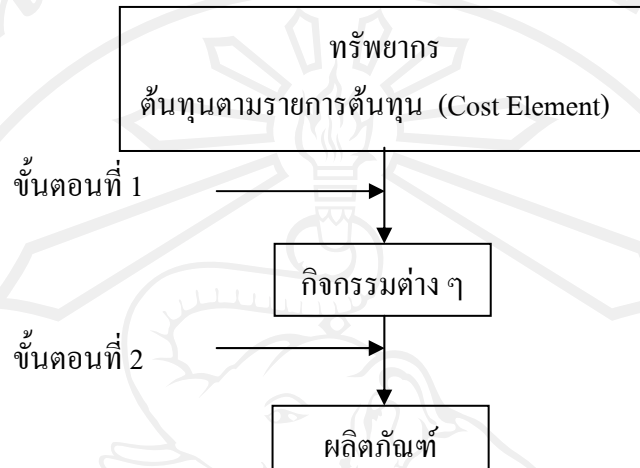 ทรัพยากร
ต้นทุนตามรายการต้นทุน (Cost Element)
ขั้นตอนที่ 1
กิจกรรมต่าง ๆ
ขั้นตอนที่ 2
ผลิตภัณฑ์